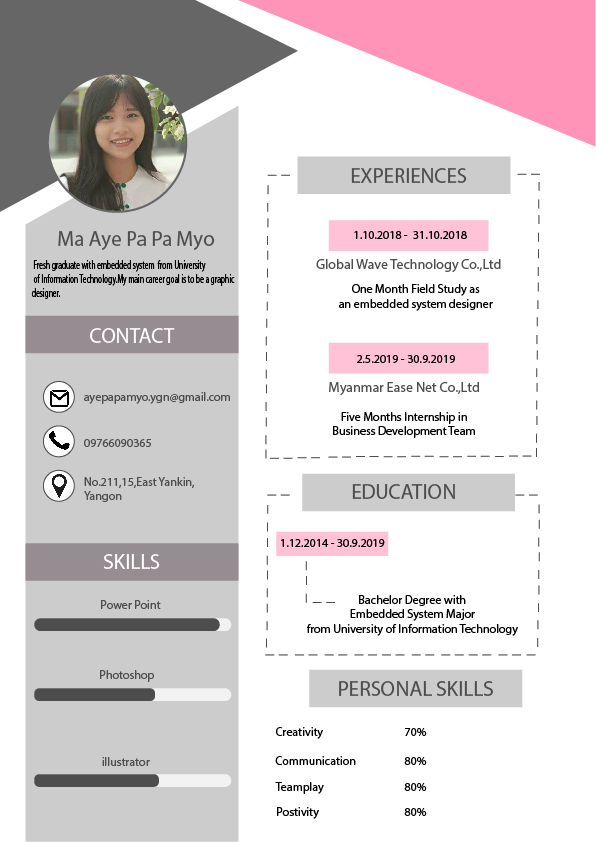 Ma Aye Pa Pa Myo
Fresh graduate with embedded system from University
of Information Technology.My main career goal is to be a graphic
designer.
CONTACT
ayepapamyo.ygn@gmail.com
09766090365
No.211,15,East Yankin,
Yangon
SKILLS
Power Point
Photoshop
illustrator
EXPERIENCES
1.10.2018 - 31.10.2018
Global Wave Technology Co.,Ltd
One Month Field Study as
an embedded system designer
2.5.2019 - 30.9.2019
Myanmar Ease Net Co.,Ltd
Five Months Internship in
Business Development Team
EDUCATION
1.12.2014 - 30.9.2019
Bachelor Degree with
Embedded System Major
from University of Information Technology
PERSONAL SKILLS
Creativity 70%
Communication 80%
Teamplay 80%
Postivity 80%